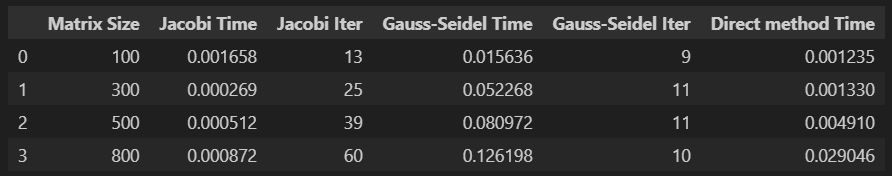 Matrix Size Jacobi Time Jacobi Iter Gauss-Seidel Time Gauss-Seidel Iter Direct method Time
0 100 0.001658 13 0.015636 9 0.001235
1 300 0.000269 25 0.052268 11 0.001330
2 500 0.000512 39 0.080972 11 0.004910
3 800 0.000872 60 0.126198 10 0.029046